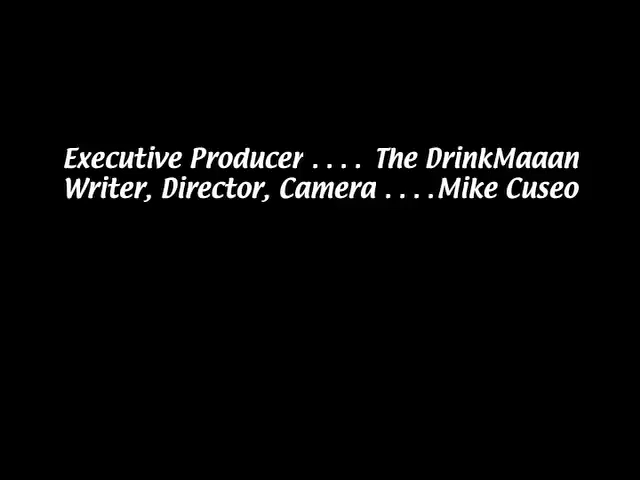 Executive Producer . . . . The DrinkMaaan
Writer, Director, Camera . . . .Mike Cuseo